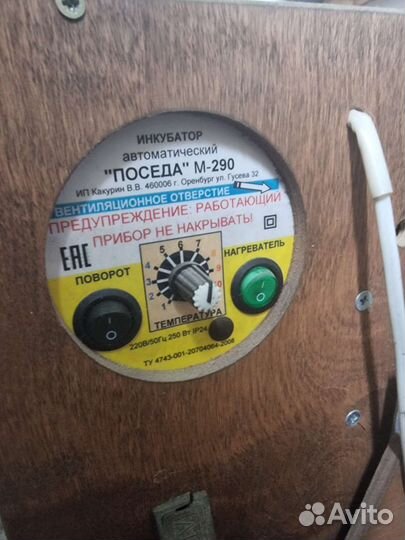 ИНКУБАТОР
автоматический
"ПОСЕДА" М-290
ИП Какурин В.В. 460006 г. Оренбург ул. Гусева 32
ВЕНТИЛЯЦИОННОЕ ОТВЕРСТИЕ
ПРЕДУПРЕЖДЕНИЕ: РАБОТАЮЩИЙ
ПРИБОР НЕ НАКРЫВАТЬ!
EAC
ПОВОРОТ
НАГРЕВАТЕЛЬ
1 2 3 4 5 6 7 8 10
ТЕМПЕРАТУРА
220В/50Гц 250 Вт IP24
ТУ 4743-001-20704064-2008
Avito